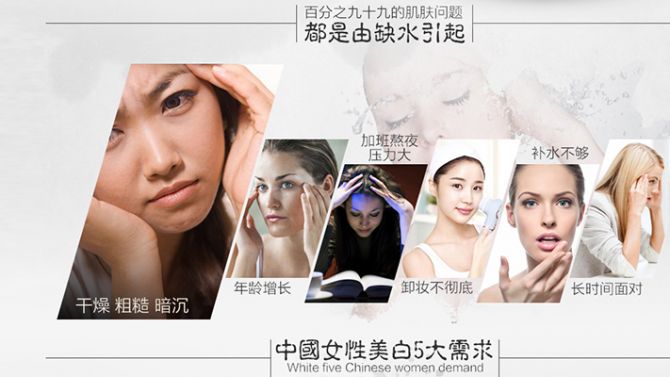 百分之九十九的肌肤问题
都是由缺水引起
加班熬夜
压力大
补水不够
干燥 粗糙 暗沉
年龄增长
卸妆不彻底
长时间面对
中國女性美白5大需求
White five Chinese women demand